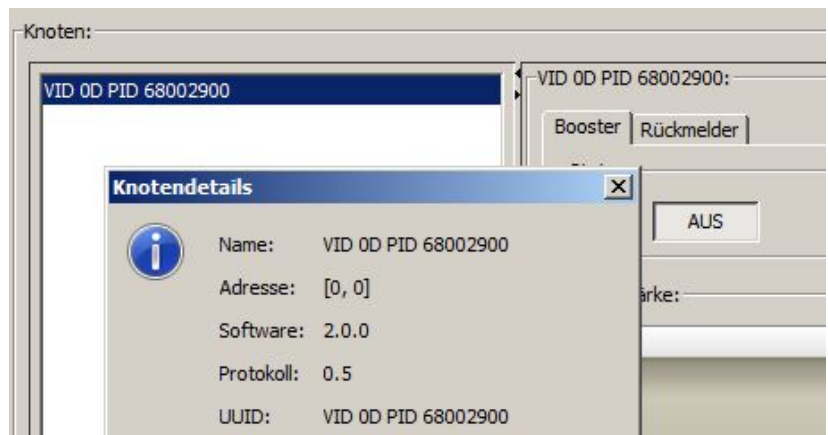 Knoten:
VID 0D PID 68002900
VID 0D PID 68002900:
Booster
Rückmelder
AUS
ärke:
Knotendetails
Name: VID 0D PID 68002900
Adresse: [0, 0]
Software: 2.0.0
Protokoll: 0.5
UUID: VID 0D PID 68002900